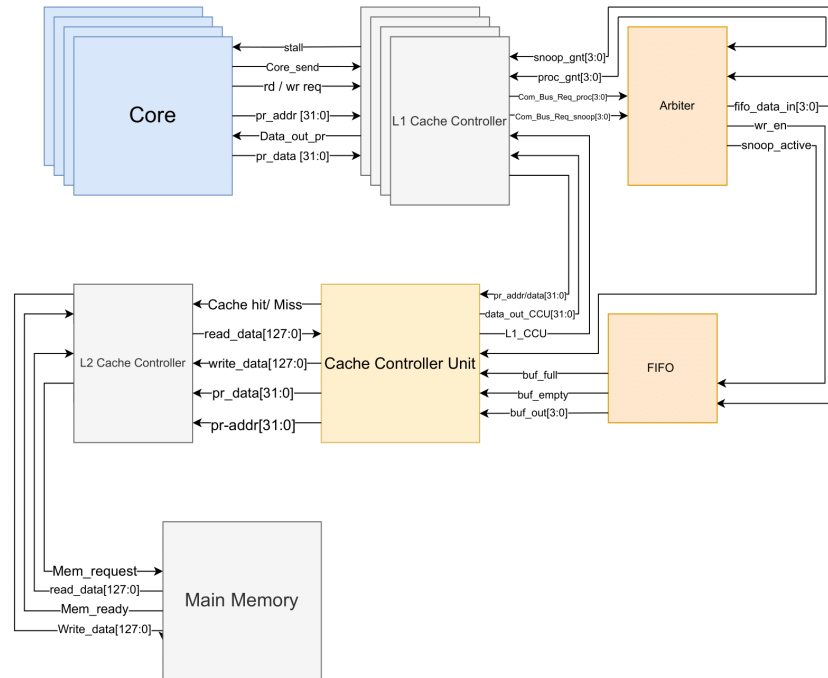 stall
Core_send
rd / wr req
pr_addr [31:0]
Data_out_pr
pr_data [31:0]
Core
L1 Cache Controller
snoop_gnt[3:0]
proc_gnt[3:0]
Com_Bus_Req_proc[3:0]
Com_Bus_Req_snoop[3:0]
Arbiter
fifo_data_in[3:0]
wr_en
snoop_active
L2 Cache Controller
Cache hit/ Miss
read_data[127:0]
write_data[127:0]
pr_data[31:0]
pr-addr[31:0]
Cache Controller Unit
pr_addr/data[31:0]
data_out_CCU[31:0]
L1_CCU
buf_full
buf_empty
buf_out[3:0]
FIFO
Mem_request
read_data[127:0]
Mem_ready
Write_data[127:0]
Main Memory